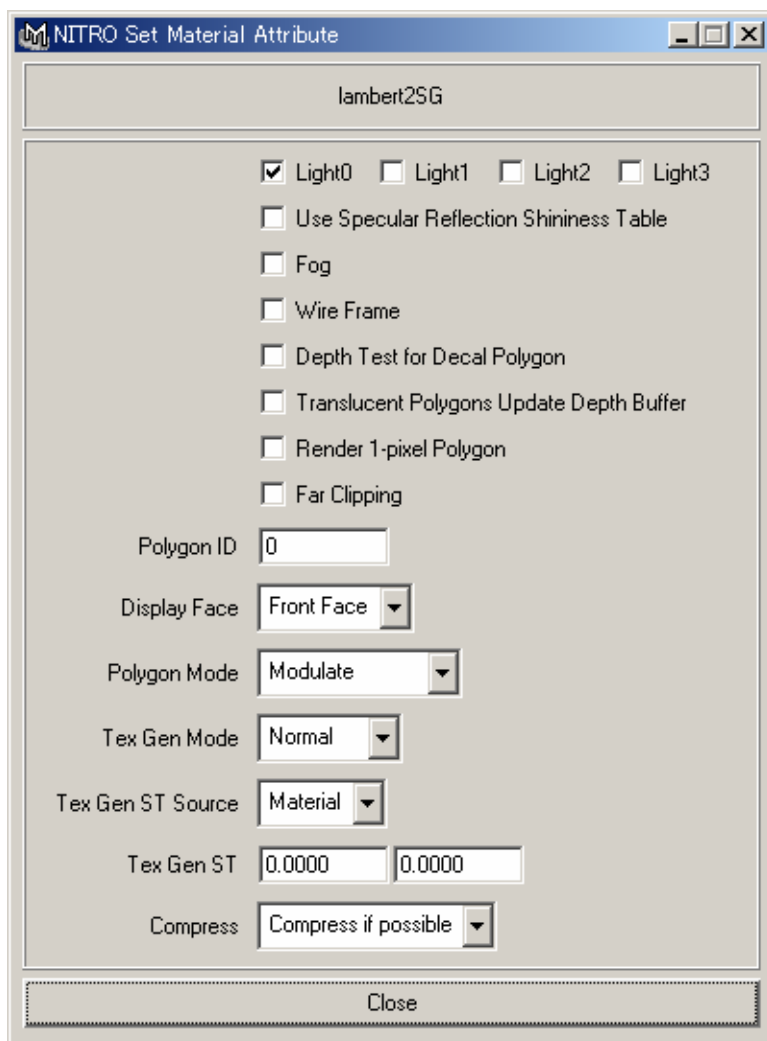 NITRO Set Material Attribute
lambert2SG
Light0 Light1 Light2 Light3
Use Specular Reflection Shininess Table
Fog
Wire Frame
Depth Test for Decal Polygon
Translucent Polygons Update Depth Buffer
Render 1-pixel Polygon
Far Clipping
Polygon ID 0
Display Face Front Face
Polygon Mode Modulate
Tex Gen Mode Normal
Tex Gen ST Source Material
Tex Gen ST 0.0000 0.0000
Compress Compress if possible
Close